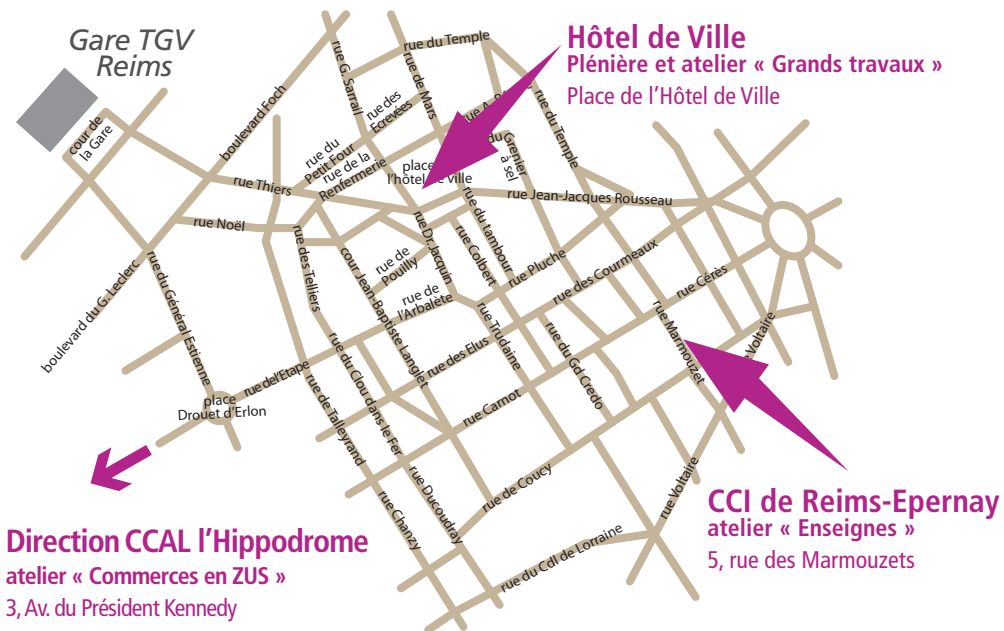 Gare TGV
Reims
Hôtel de Ville
Plénière et atelier « Grands travaux »
Place de l'Hôtel de Ville
rue du Temple
rue G. Sarrail
rue de Mars
rue des
Ecrevées
rue A.
boulevard Foch
cour de
la Gare
rue du
Petit Four
rue de la
Renfermerie
place
l'hôtel de ville
du Grenier
à sel
rue du Temple
rue Thiers
rue Jean-Jacques Rousseau
rue Noël
rue des Telliers
cour Jean-Baptiste Langlet
rue de
Pouilly
rue Dr.Jacquin
rue Colbert
rue du tambour
rue Pluche
rue des Courmeaux
rue Cérès
boulevard du G. Leclerc
rue du Général Estienne
rue de
l'Arbalète
rue Trudaine
rue du Gd Credo
rue Marmouzet
Voltaire
rue des Elus
rue du Clou dans le Fer
rue del'Etape
place
Drouet d'Erlon
rue de Talleyrand
rue Carnot
rue de Coucy
rue Voltaire
rue Ducoudray
rue Chanzy
rue du Cdl de Lorraine
CCI de Reims-Epernay
atelier « Enseignes »
5, rue des Marmouzets
Direction CCAL l'Hippodrome
atelier « Commerces en ZUS »
3, Av. du Président Kennedy